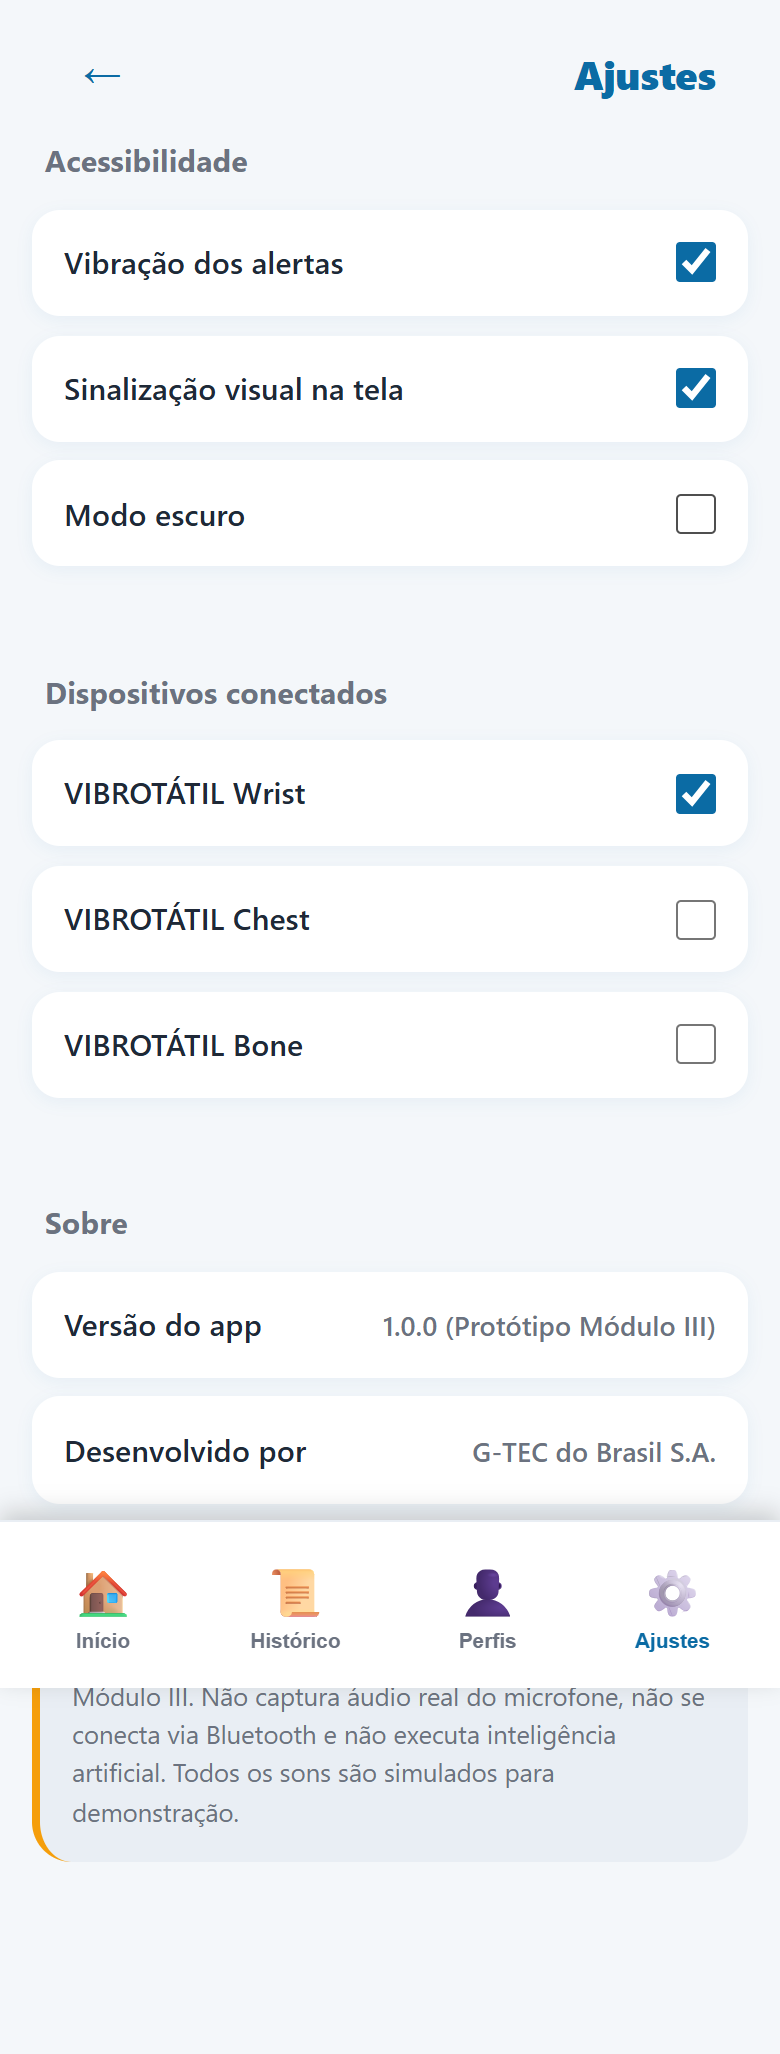 ←
Ajustes
Acessibilidade
Vibração dos alertas
Sinalização visual na tela
Modo escuro
Dispositivos conectados
VIBROTÁTIL Wrist
VIBROTÁTIL Chest
VIBROTÁTIL Bone
Sobre
Versão do app
1.0.0 (Protótipo Módulo III)
Desenvolvido por
G-TEC do Brasil S.A.
Início
Histórico
Perfis
Ajustes
Módulo III. Não captura áudio real do microfone, não se
conecta via Bluetooth e não executa inteligência
artificial. Todos os sons são simulados para
demonstração.